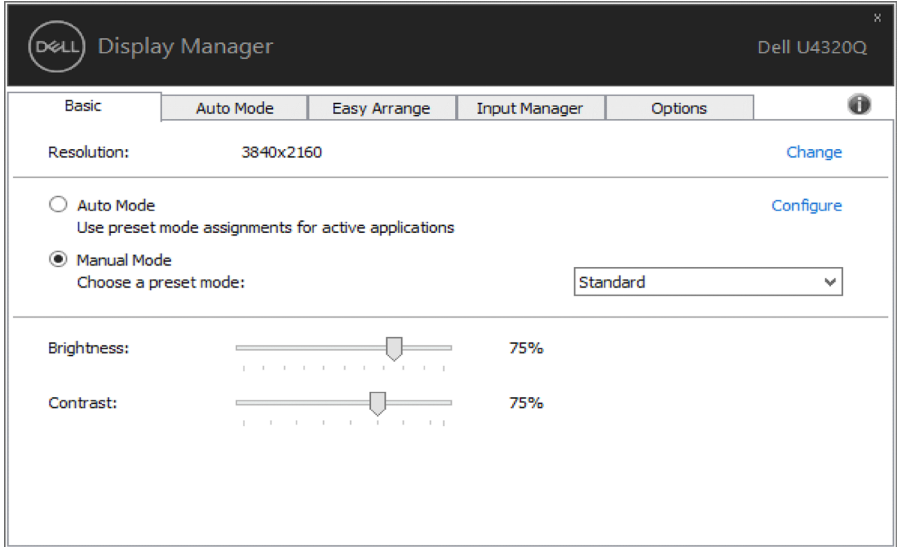 x
DELL Display Manager
Dell U4320Q
Basic Auto Mode Easy Arrange Input Manager Options i
Resolution: 3840x2160 Change
Auto Mode Configure
Use preset mode assignments for active applications
Manual Mode
Choose a preset mode: Standard
Brightness: 75%
Contrast: 75%